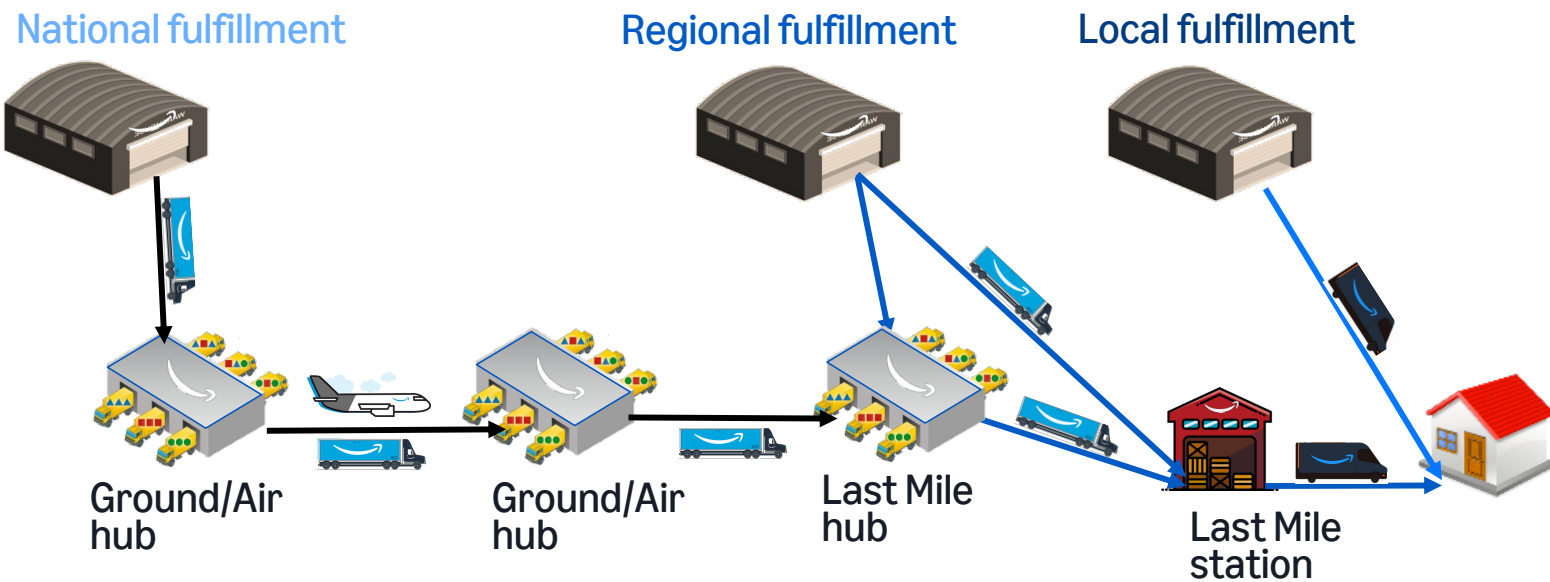 National fulfillment
Regional fulfillment
Local fulfillment
Ground/Air
hub
Ground/Air
hub
Last Mile
hub
Last Mile
station